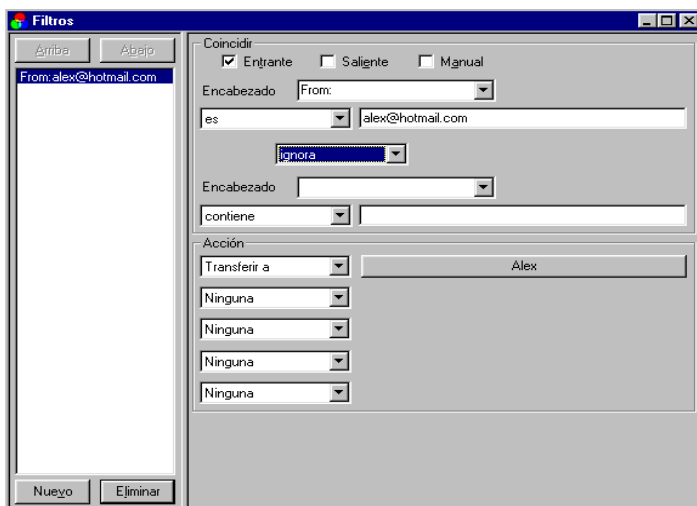 Filtros
Arriba Abajo
From:alex@hotmail.com
Nuevo Eliminar
Coincidir
Entrante Saliente Manual
Encabezado From:
es alex@hotmail.com
ignora
Encabezado
contiene
Acción
Transferir a Alex
Ninguna
Ninguna
Ninguna
Ninguna